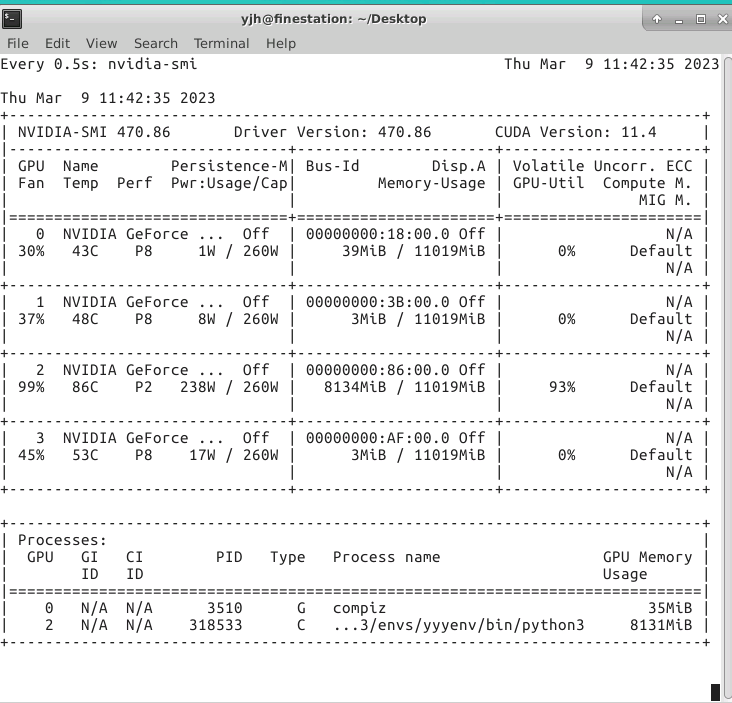 yjh@finestation: ~/Desktop
File Edit View Search Terminal Help
Every 0.5s: nvidia-smi                                  Thu Mar  9 11:42:35 2023

Thu Mar  9 11:42:35 2023
+-----------------------------------------------------------------------------+
| NVIDIA-SMI 470.86       Driver Version: 470.86       CUDA Version: 11.4     |
|-------------------------------+----------------------+----------------------+
| GPU  Name        Persistence-M| Bus-Id        Disp.A | Volatile Uncorr. ECC |
| Fan  Temp  Perf  Pwr:Usage/Cap|         Memory-Usage | GPU-Util  Compute M. |
|                               |                      |               MIG M. |
|===============================+======================+======================|
|   0  NVIDIA GeForce ...  Off  | 00000000:18:00.0 Off |                  N/A |
| 30%   43C    P8     1W / 260W |     39MiB / 11019MiB |      0%      Default |
|                               |                      |                  N/A |
+-------------------------------+----------------------+----------------------+
|   1  NVIDIA GeForce ...  Off  | 00000000:3B:00.0 Off |                  N/A |
| 37%   48C    P8     8W / 260W |      3MiB / 11019MiB |      0%      Default |
|                               |                      |                  N/A |
+-------------------------------+----------------------+----------------------+
|   2  NVIDIA GeForce ...  Off  | 00000000:86:00.0 Off |                  N/A |
| 99%   86C    P2   238W / 260W |   8134MiB / 11019MiB |     93%      Default |
|                               |                      |                  N/A |
+-------------------------------+----------------------+----------------------+
|   3  NVIDIA GeForce ...  Off  | 00000000:AF:00.0 Off |                  N/A |
| 45%   53C    P8    17W / 260W |      3MiB / 11019MiB |      0%      Default |
|                               |                      |                  N/A |
+-------------------------------+----------------------+----------------------+

+-----------------------------------------------------------------------------+
| Processes:                                                                  |
|  GPU   GI   CI        PID   Type   Process name                  GPU Memory |
|        ID   ID                                                   Usage      |
|=============================================================================|
|    0   N/A  N/A      3510      G   compiz                             35MiB |
|    2   N/A  N/A    318533      C   ...3/envs/yyyenv/bin/python3     8131MiB |
+-----------------------------------------------------------------------------+